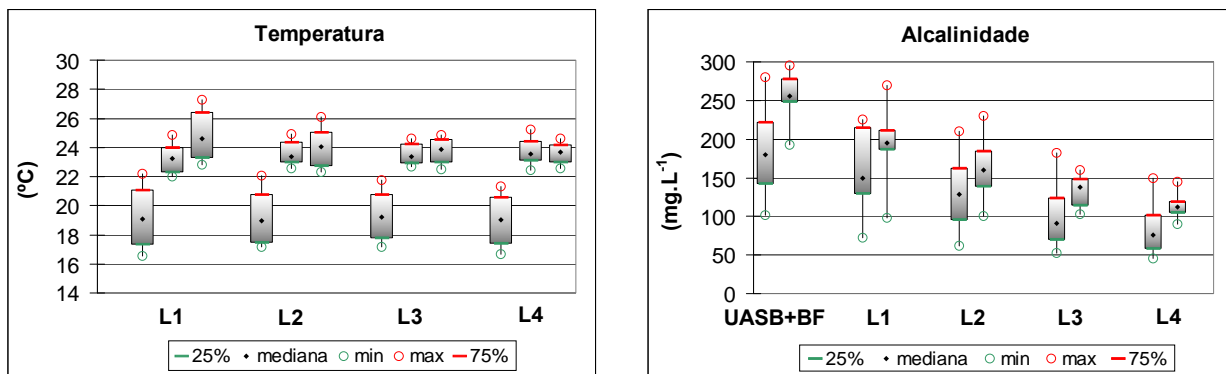 Temperatura
(ºC)
30
28
26
24
22
20
18
16
14
L1 L2 L3 L4
25% mediana min max 75%
Alcalinidade
(mg.L⁻¹)
300
250
200
150
100
50
0
UASB+BF L1 L2 L3 L4
25% mediana min max 75%